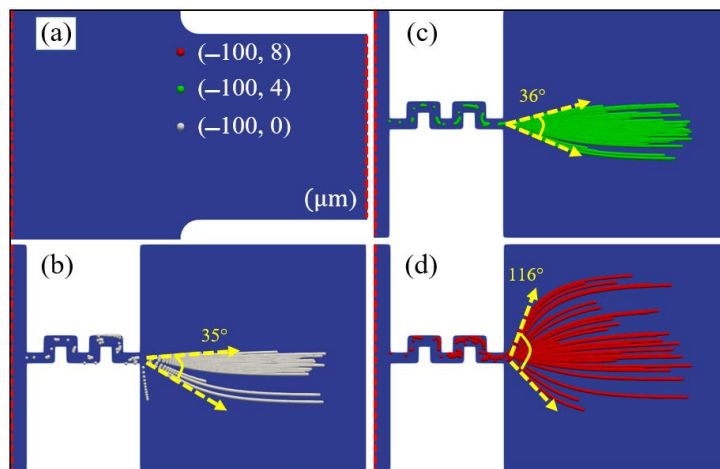 (a)
(–100, 8)
(–100, 4)
(–100, 0)
(μm)
(b)
35°
(c)
36°
(d)
116°